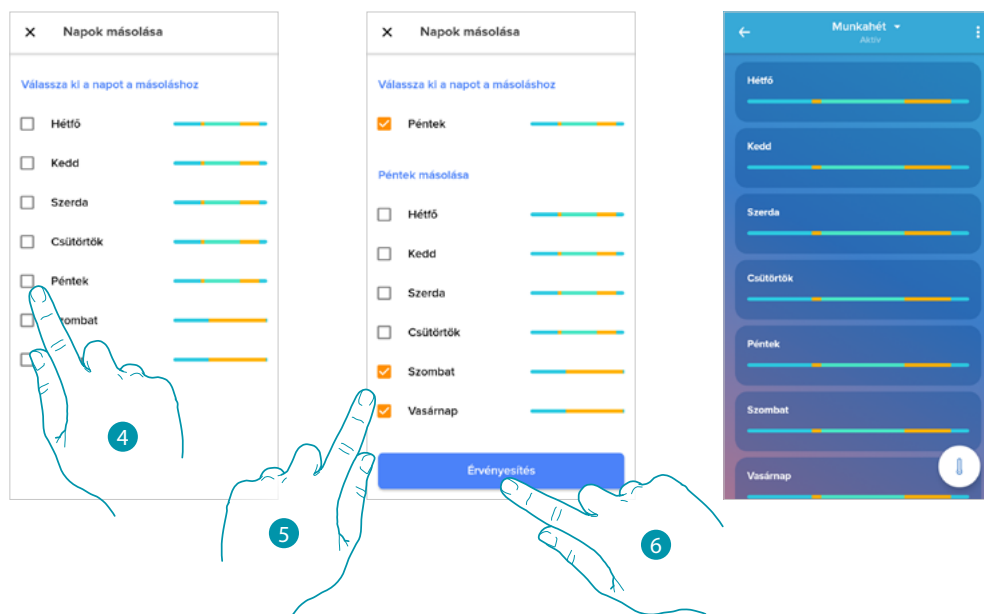 Napok másolása
Válassza ki a napot a másoláshoz
Hétfő
Kedd
Szerda
Csütörtök
Péntek
Szombat
4
Napok másolása
Válassza ki a napot a másoláshoz
Péntek
Péntek másolása
Hétfő
Kedd
Szerda
Csütörtök
Szombat
Vasárnap
Érvényesítés
5
6
Munkahét
Aktív
Hétfő
Kedd
Szerda
Csütörtök
Péntek
Szombat
Vasárnap